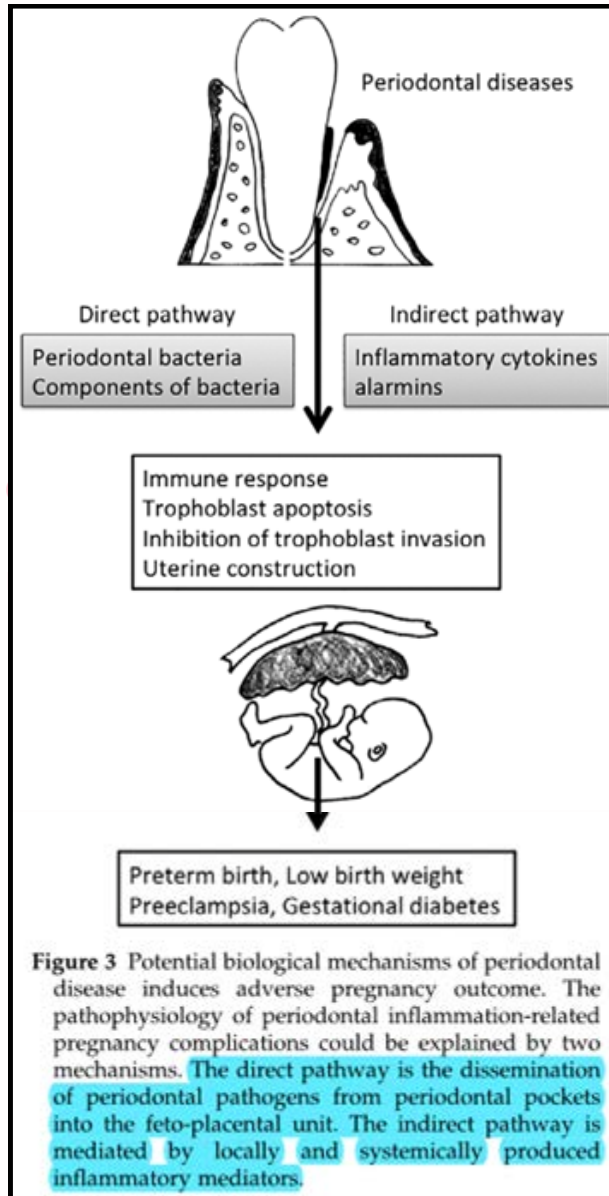 Periodontal diseases
Direct pathway
Indirect pathway
Periodontal bacteria
Components of bacteria
Inflammatory cytokines
alarmins
Immune response
Trophoblast apoptosis
Inhibition of trophoblast invasion
Uterine construction
Preterm birth, Low birth weight
Preeclampsia, Gestational diabetes
Figure 3 Potential biological mechanisms of periodontal
disease induces adverse pregnancy outcome. The
pathophysiology of periodontal inflammation-related
pregnancy complications could be explained by two
mechanisms. The direct pathway is the dissemination
of periodontal pathogens from periodontal pockets
into the feto-placental unit. The indirect pathway is
mediated by locally and systemically produced
inflammatory mediators.